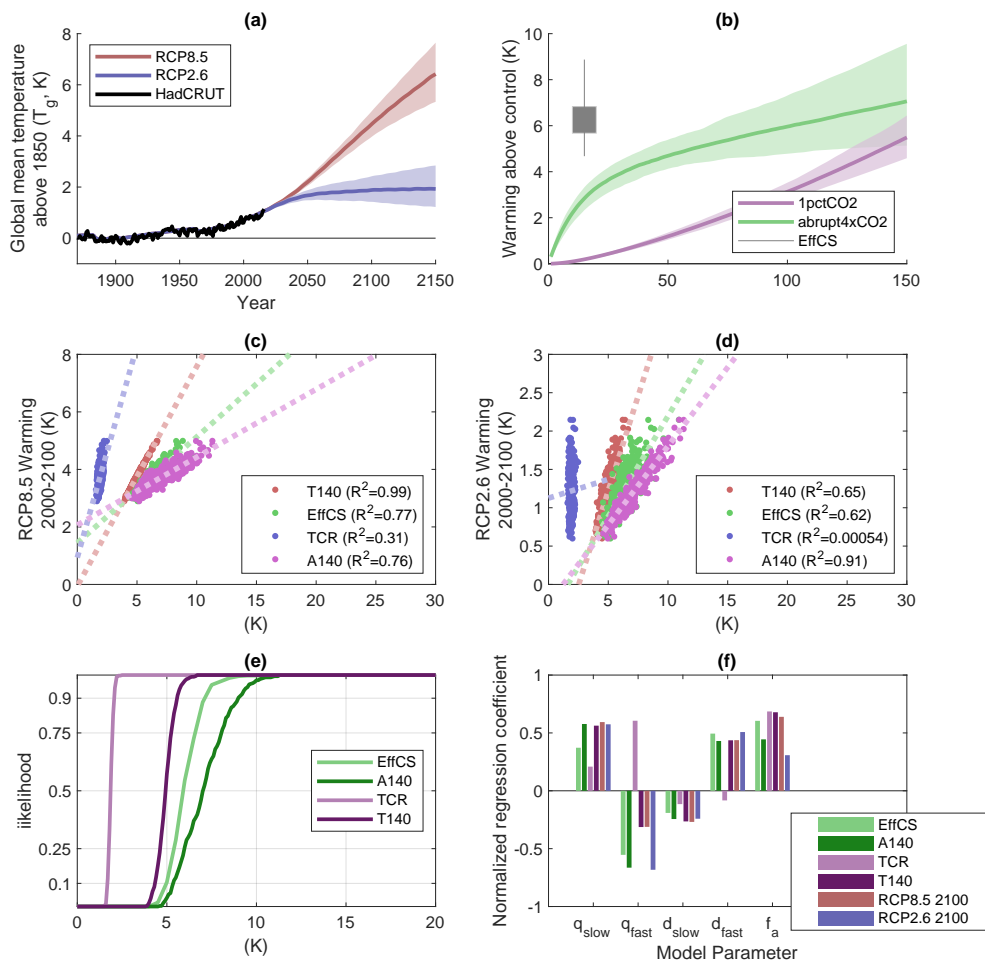 (a)
Global mean temperature
above 1850 (T_g, K)
8
6
4
2
0
RCP8.5
RCP2.6
HadCRUT
1900
1950
2000
2050
2100
2150
Year
(b)
Warming above control (K)
10
8
6
4
2
0
1pctCO2
abrupt4xCO2
EffCS
0
50
100
150
(c)
RCP8.5 Warming
2000-2100 (K)
8
6
4
2
0
T140 (R²=0.99)
EffCS (R²=0.77)
TCR (R²=0.31)
A140 (R²=0.76)
0
5
10
15
20
25
30
(K)
(d)
RCP2.6 Warming
2000-2100 (K)
3
2.5
2
1.5
1
0.5
0
T140 (R²=0.65)
EffCS (R²=0.62)
TCR (R²=0.00054)
A140 (R²=0.91)
0
5
10
15
20
25
30
(K)
(e)
iikelihood
0.9
0.75
0.5
0.25
0.1
EffCS
A140
TCR
T140
0
5
10
15
20
(K)
(f)
Normalized regression coefficient
1
0.5
0
-0.5
-1
EffCS
A140
TCR
T140
RCP8.5 2100
RCP2.6 2100
q_slow
q_fast
d_slow
d_fast
f_a
Model Parameter